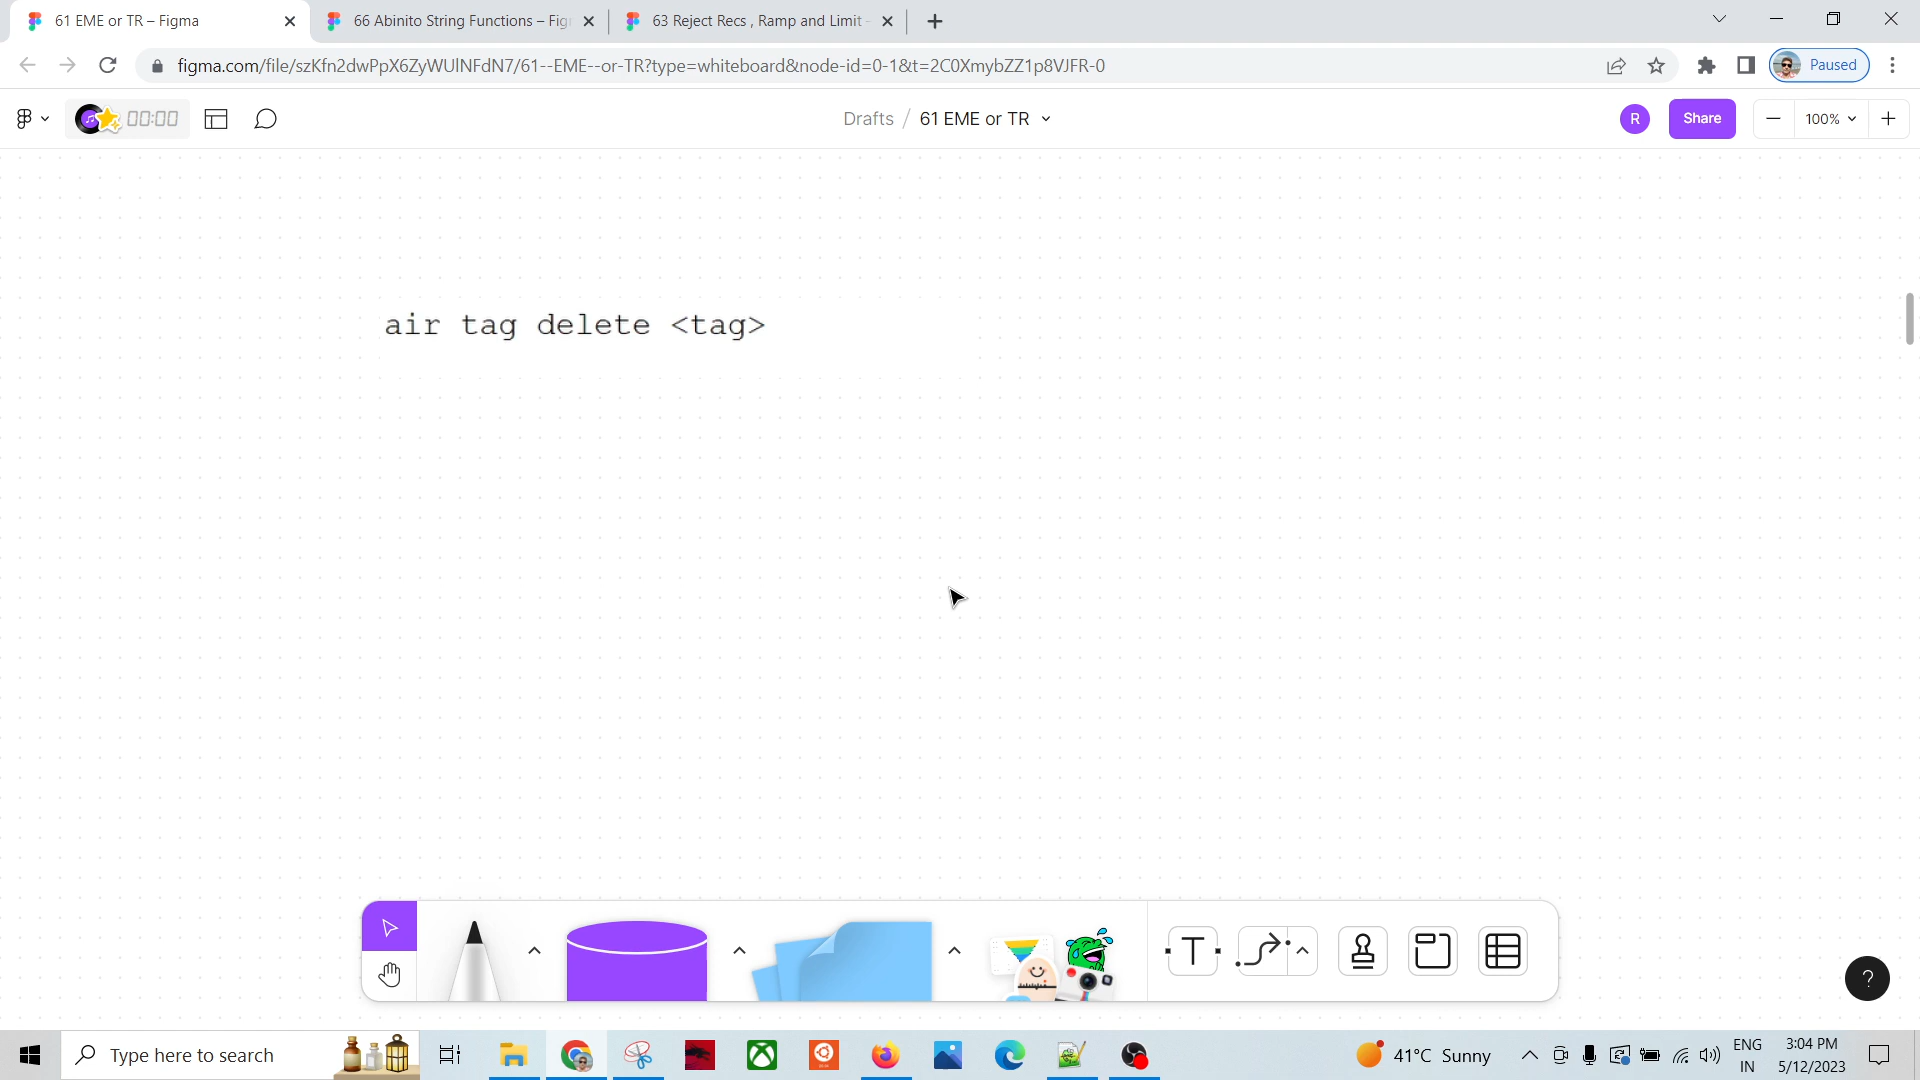 61 EME or TR – Figma
66 Abinito String Functions – Fig
63 Reject Recs , Ramp and Limit -
figma.com/file/szKfn2dwPpX6ZyWUlNFdN7/61--EME--or-TR?type=whiteboard&node-id=0-1&t=2C0XmybZZ1p8VJFR-0
Paused
00:00
Drafts / 61 EME or TR
R
Share
100%
air tag delete <tag>
T
?
Type here to search
41°C Sunny
ENG
IN
3:04 PM
5/12/2023